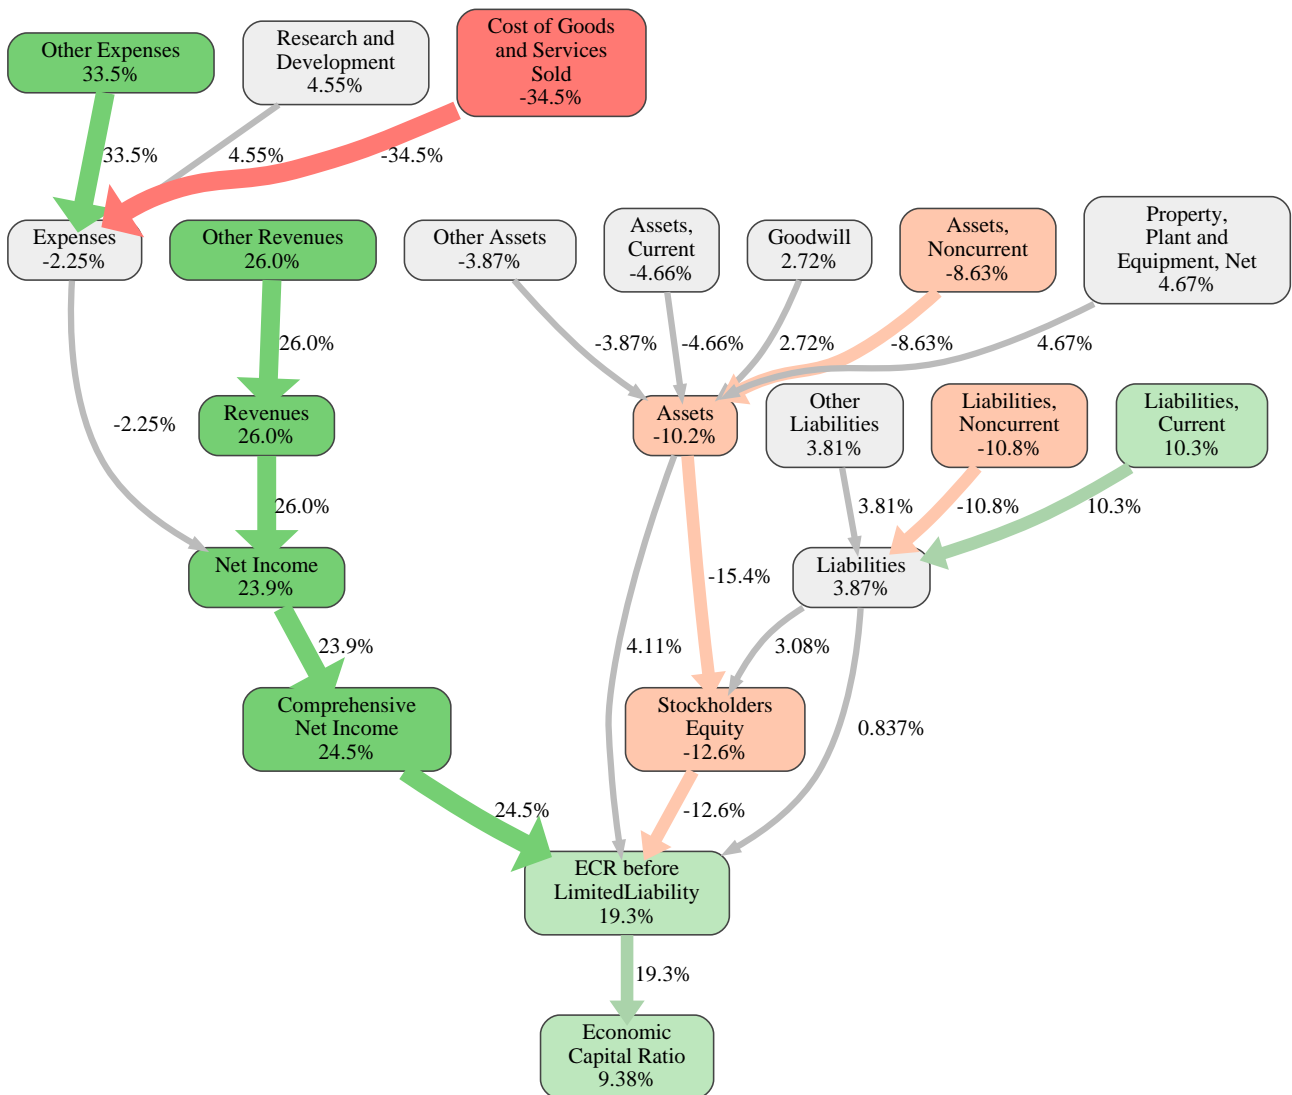 Other Expenses
33.5%
Research and
Development
4.55%
Cost of Goods
and Services
Sold
-34.5%
33.5%
4.55%
-34.5%
Expenses
-2.25%
Other Revenues
26.0%
Other Assets
-3.87%
Assets,
Current
-4.66%
Goodwill
2.72%
Assets,
Noncurrent
-8.63%
Property,
Plant and
Equipment, Net
4.67%
26.0%
-3.87%
-4.66%
2.72%
-8.63%
4.67%
-2.25%
Revenues
26.0%
Assets
-10.2%
Other
Liabilities
3.81%
Liabilities,
Noncurrent
-10.8%
Liabilities,
Current
10.3%
26.0%
3.81%
-10.8%
10.3%
Net Income
23.9%
-15.4%
Liabilities
3.87%
23.9%
4.11%
3.08%
Comprehensive
Net Income
24.5%
Stockholders
Equity
-12.6%
0.837%
24.5%
-12.6%
ECR before
LimitedLiability
19.3%
19.3%
Economic
Capital Ratio
9.38%